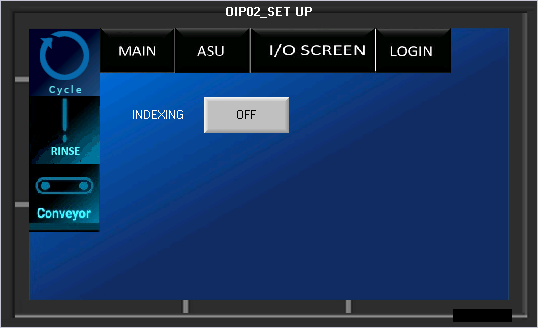 OIP02_SET UP
MAIN
ASU
I/O SCREEN
LOGIN
Cycle
INDEXING
OFF
RINSE
Conveyor